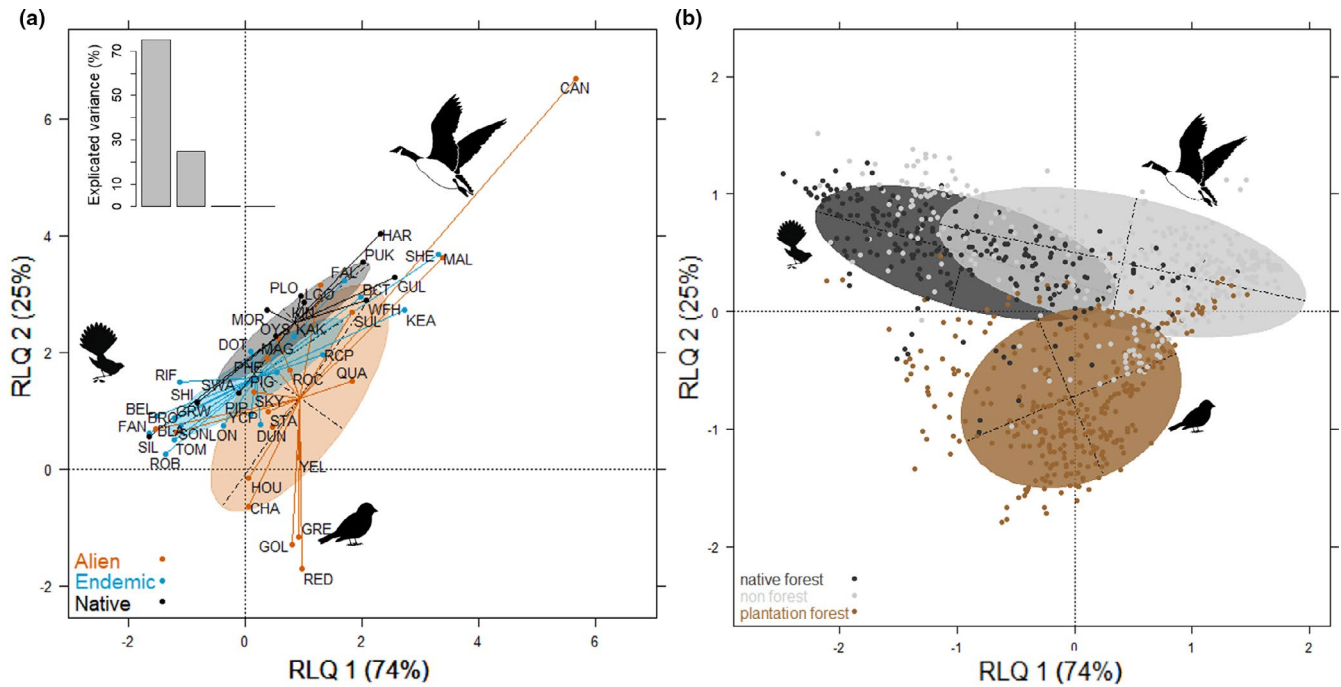 (a)
Explicated variance (%)
0 10 30 50 70
RLQ 2 (25%)
-2 0 2 4 6
CAN
HAR
PUK
SHE MAL
FAL
PLO LGO BCT GUL
KIN WFH
MOR OYS KAK SUL KEA
DOT MAG
PHE RCP
RIF SWA PIG ROC QUA
SHI SKY
BEL GRW PIP
BRO YCP STA
FAN BLA SON LON DUN
SIL TOM
ROB YEL
HOU
CHA
GRE
GOL
RED
Alien
Endemic
Native
-2 0 2 4 6
RLQ 1 (74%)
(b)
RLQ 2 (25%)
-2 -1 0 1 2
native forest
non forest
plantation forest
-2 -1 0 1 2
RLQ 1 (74%)